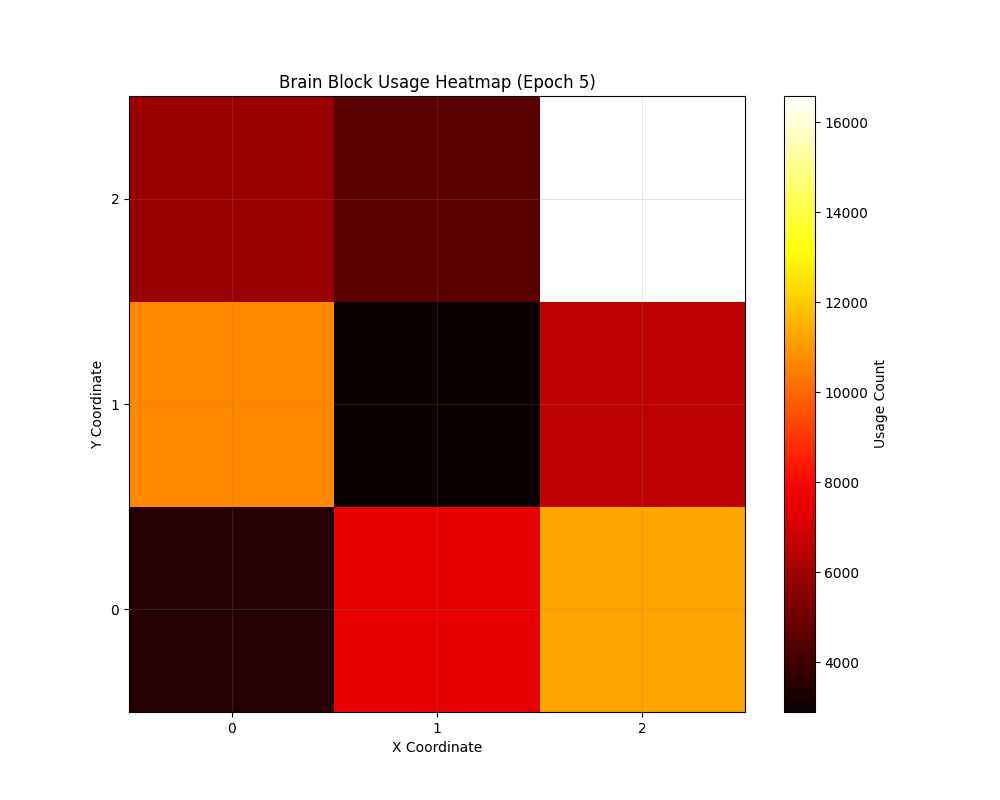 Brain Block Usage Heatmap (Epoch 5)
2
1
0
Y Coordinate
0 1 2
X Coordinate
16000
14000
12000
10000
8000
6000
4000
Usage Count